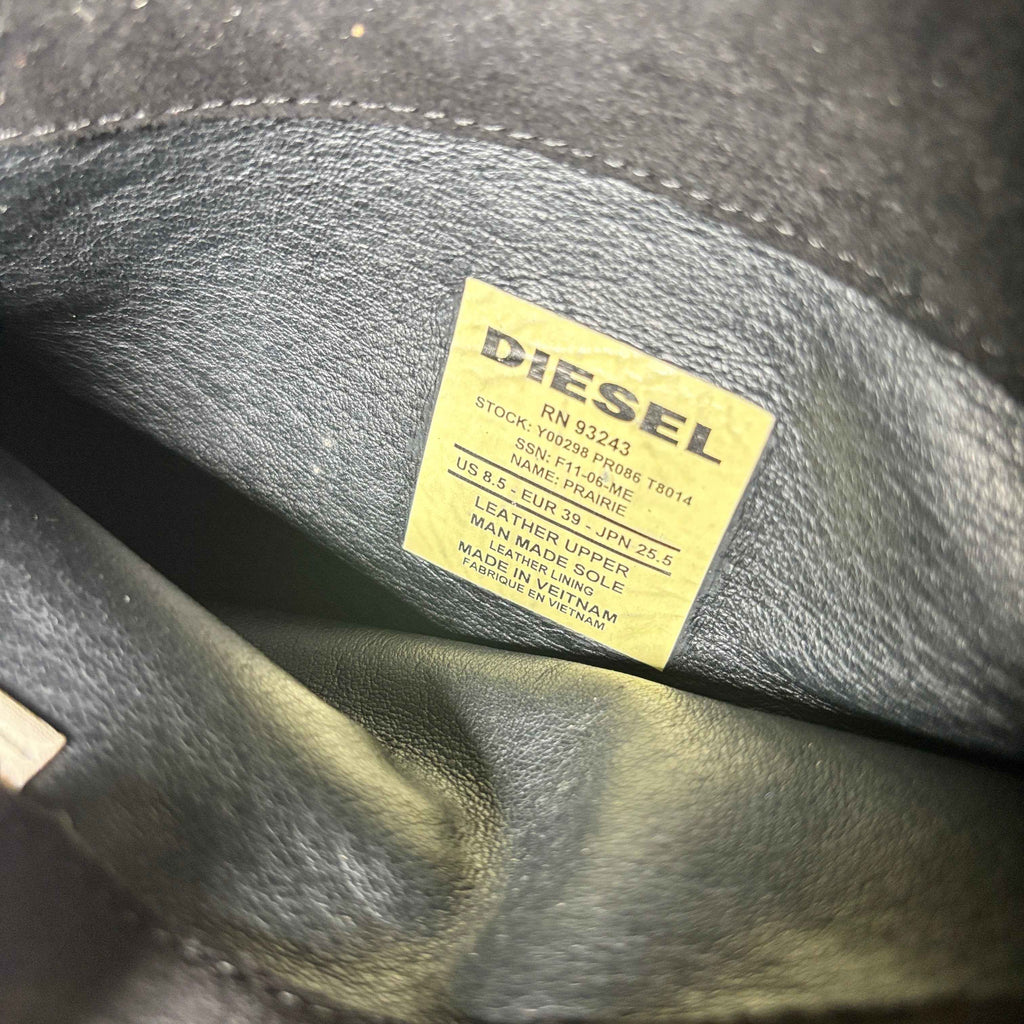 DIESEL
RN 93243
STOCK: Y00298 PR086 T8014
SSN: F11-06-ME
NAME: PRAIRIE
US 8.5 - EUR 39 - JPN 25.5
LEATHER UPPER
MAN MADE SOLE
LEATHER LINING
MADE IN VEITNAM
FABRIQUE EN VIETNAM